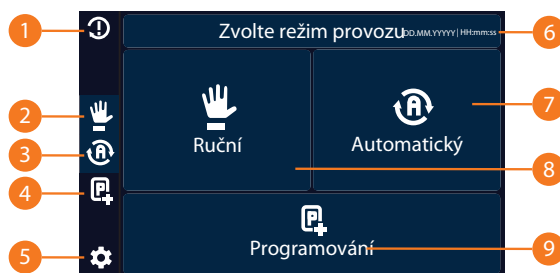 1
Zvolte režim provozu DD.MM.YYYYY| HH:mm:ss
6
2
3
4
5
Ruční
Automatický
7
8
P
Programování
9